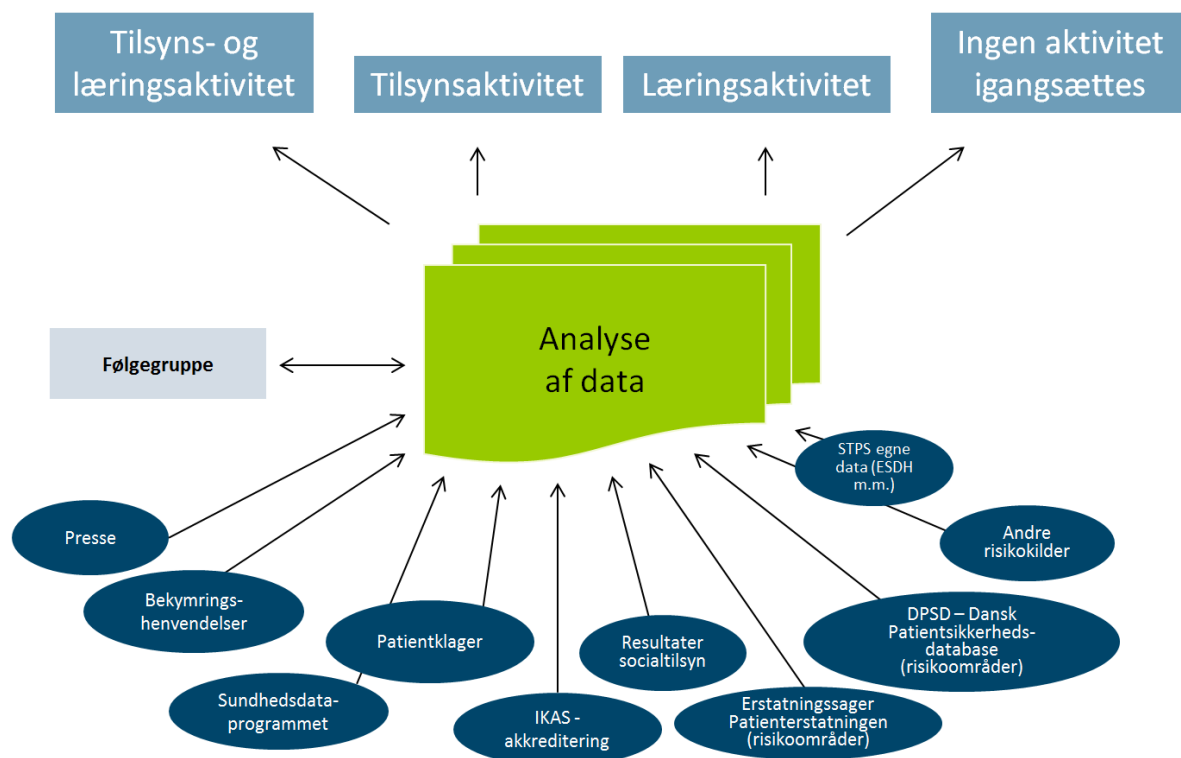 Tilsyns- og
læringsaktivitet
Tilsynsaktivitet
Læringsaktivitet
Ingen aktivitet
igangsættes
Analyse
af data
Følgegruppe
STPS egne
data (ESDH
m.m.)
Presse
Andre
risikokilder
Bekymrings-
henvendelser
Patientklager
Resultater
socialtilsyn
DPSD – Dansk
Patientsikkerheds-
database
(risikoområder)
Sundhedsdata-
programmet
IKAS -
akkreditering
Erstatningssager
Patienterstatningen
(risikoområder)